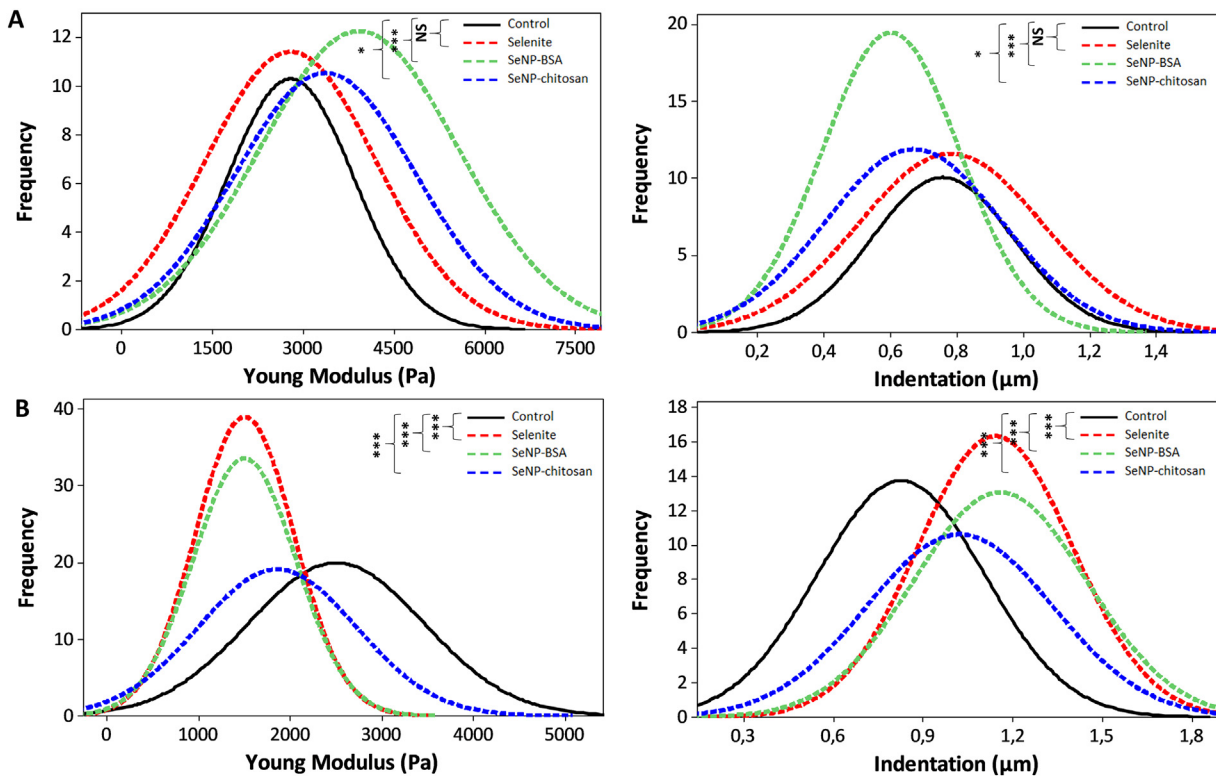 A
Frequency
12
10
8
6
4
2
0
0 1500 3000 4500 6000 7500
Young Modulus (Pa)
* *** NS
Control
Selenite
SeNP-BSA
SeNP-chitosan
Frequency
20
15
10
5
0
0,2 0,4 0,6 0,8 1,0 1,2 1,4
Indentation (μm)
* *** NS
Control
Selenite
SeNP-BSA
SeNP-chitosan
B
Frequency
40
30
20
10
0
0 1000 2000 3000 4000 5000
Young Modulus (Pa)
*** *** ***
Control
Selenite
SeNP-BSA
SeNP-chitosan
Frequency
18
16
14
12
10
8
6
4
2
0
0,3 0,6 0,9 1,2 1,5 1,8
Indentation (μm)
*** *** ***
Control
Selenite
SeNP-BSA
SeNP-chitosan